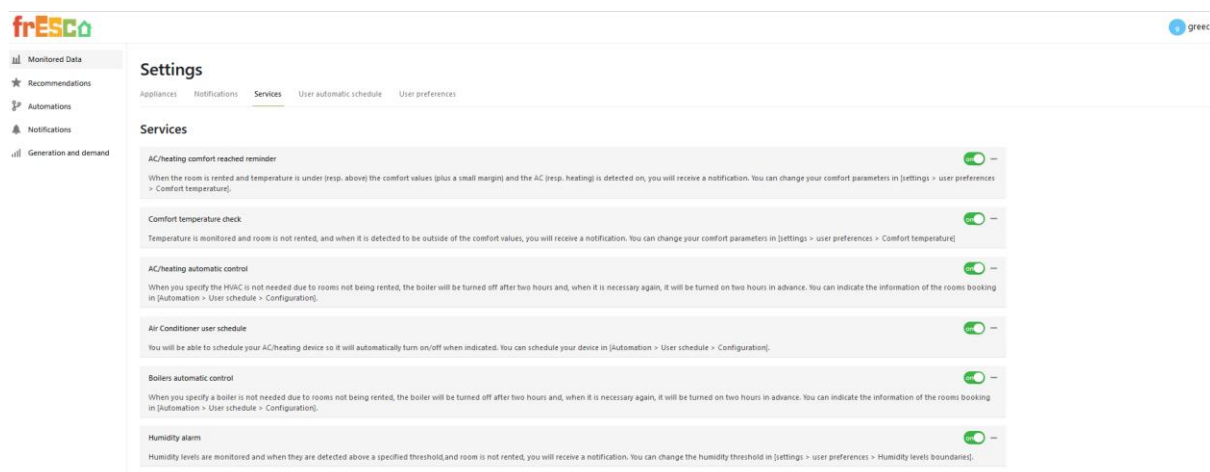 frESCo
greec
Monitored Data
Recommendations
Automations
Notifications
Generation and demand
Settings
Appliances Notifications Services User automatic schedule User preferences
Services
AC/heating comfort reached reminder
on
When the room is rented and temperature is under (resp. above) the comfort values (plus a small margin) and the AC (resp. heating) is detected on, you will receive a notification. You can change your comfort parameters in [settings > user preferences
> Comfort temperature].
Comfort temperature check
on
Temperature is monitored and room is not rented, and when it is detected to be outside of the comfort values, you will receive a notification. You can change your comfort parameters in [settings > user preferences > Comfort temperature]
AC/heating automatic control
on
When you specify the HVAC is not needed due to rooms not being rented, the boiler will be turned off after two hours and, when it is necessary again, it will be turned on two hours in advance. You can indicate the information of the rooms booking
in [Automation > User schedule > Configuration].
Air Conditioner user schedule
on
You will be able to schedule your AC/heating device so it will automatically turn on/off when indicated. You can schedule your device in [Automation > User schedule > Configuration].
Boilers automatic control
on
When you specify a boiler is not needed due to rooms not being rented, the boiler will be turned off after two hours and, when it is necessary again, it will be turned on two hours in advance. You can indicate the information of the rooms booking
in [Automation > User schedule > Configuration].
Humidity alarm
on
Humidity levels are monitored and when they are detected above a specified threshold,and room is not rented, you will receive a notification. You can change the humidity threshold in [settings > user preferences > Humidity levels boundaries].